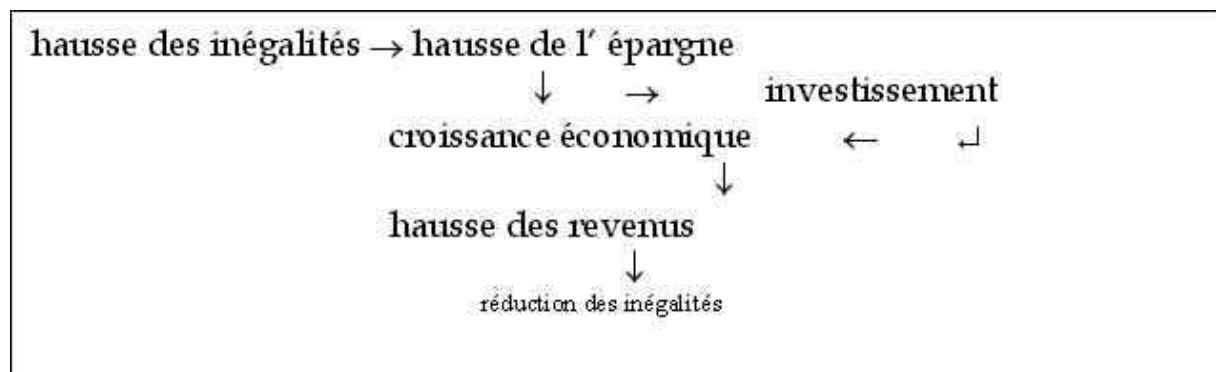 hausse des inégalités → hausse de l' épargne
↓ → investissement
croissance économique ← ↵
↓
hausse des revenus
↓
réduction des inégalités